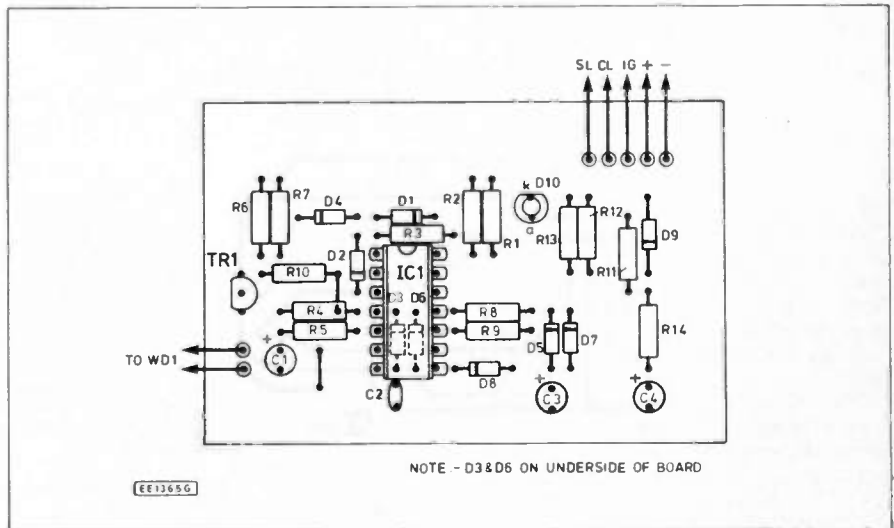 SL CL IG + −
k D10
R6 R7 D4 D1 R2 R12
R3 R1 R13 D9
TR1 D2 IC1 R11
R10
D3 D6
R4 R8
R5 R9 D5 D7 R14
TO WD1
+ C1
D8
C2 + C3 + C4
a
NOTE - D3&D6 ON UNDERSIDE OF BOARD
EE1365G